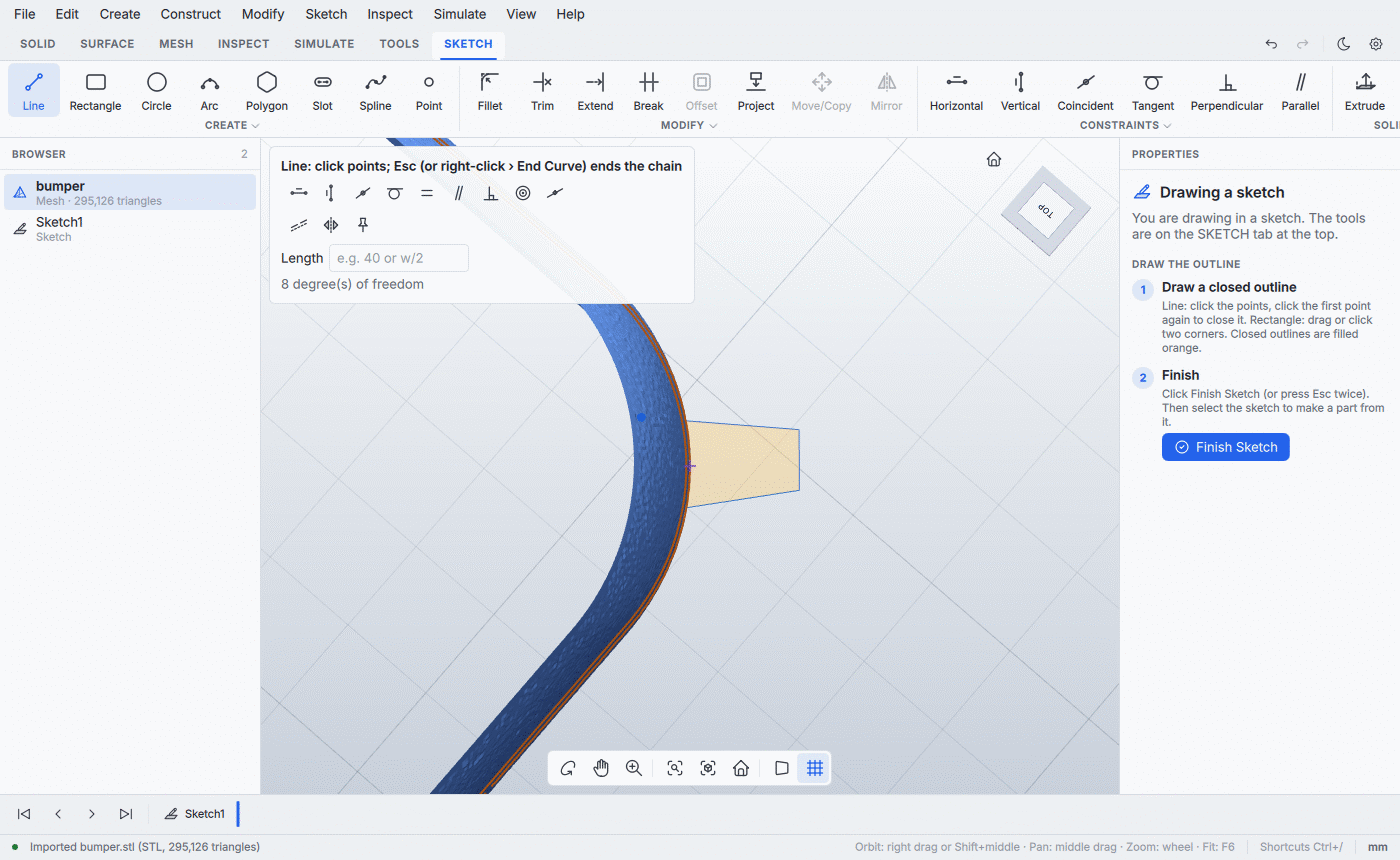 File Edit Create Construct Modify Sketch Inspect Simulate View Help
SOLID SURFACE MESH INSPECT SIMULATE TOOLS SKETCH
Line Rectangle Circle Arc Polygon Slot Spline Point Fillet Trim Extend Break Offset Project Move/Copy Mirror Horizontal Vertical Coincident Tangent Perpendicular Parallel Extrude
CREATE MODIFY CONSTRAINTS SOLI
BROWSER 2
bumper
Mesh · 295,126 triangles
Sketch1
Sketch
Line: click points; Esc (or right-click › End Curve) ends the chain
Length e.g. 40 or w/2
8 degree(s) of freedom
TOP
PROPERTIES
Drawing a sketch
You are drawing in a sketch. The tools
are on the SKETCH tab at the top.
DRAW THE OUTLINE
1 Draw a closed outline
Line: click the points, click the first point
again to close it. Rectangle: drag or click
two corners. Closed outlines are filled
orange.
2 Finish
Click Finish Sketch (or press Esc twice).
Then select the sketch to make a part from
it.
Finish Sketch
Sketch1
Imported bumper.stl (STL, 295,126 triangles)
Orbit: right drag or Shift+middle · Pan: middle drag · Zoom: wheel · Fit: F6 Shortcuts Ctrl+/ mm